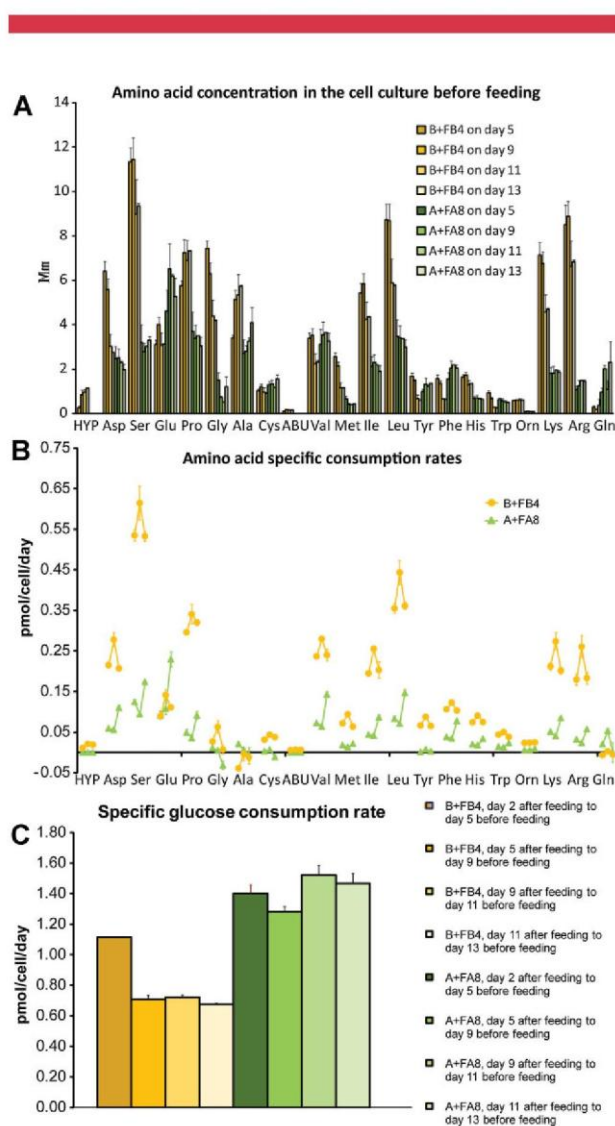 A
Amino acid concentration in the cell culture before feeding
14
12
10
8
6
4
2
0
Mm
B+FB4 on day 5
B+FB4 on day 9
B+FB4 on day 11
B+FB4 on day 13
A+FA8 on day 5
A+FA8 on day 9
A+FA8 on day 11
A+FA8 on day 13
HYP Asp Ser Glu Pro Gly Ala Cys ABU Val Met Ile Leu Tyr Phe His Trp Orn Lys Arg Gln
B
Amino acid specific consumption rates
0.75
0.65
0.55
0.45
0.35
0.25
0.15
0.05
-0.05
pmol/cell/day
B+FB4
A+FA8
HYP Asp Ser Glu Pro Gly Ala Cys ABU Val Met Ile Leu Tyr Phe His Trp Orn Lys Arg Gln
C
Specific glucose consumption rate
1.80
1.60
1.40
1.20
1.00
0.80
0.60
0.40
0.20
0.00
pmol/cell/day
B+FB4, day 2 after feeding to
day 5 before feeding
B+FB4, day 5 after feeding to
day 9 before feeding
B+FB4, day 9 after feeding to
day 11 before feeding
B+FB4, day 11 after feeding to
day 13 before feeding
A+FA8, day 2 after feeding to
day 5 before feeding
A+FA8, day 5 after feeding to
day 9 before feeding
A+FA8, day 9 after feeding to
day 11 before feeding
A+FA8, day 11 after feeding to
day 13 before feeding